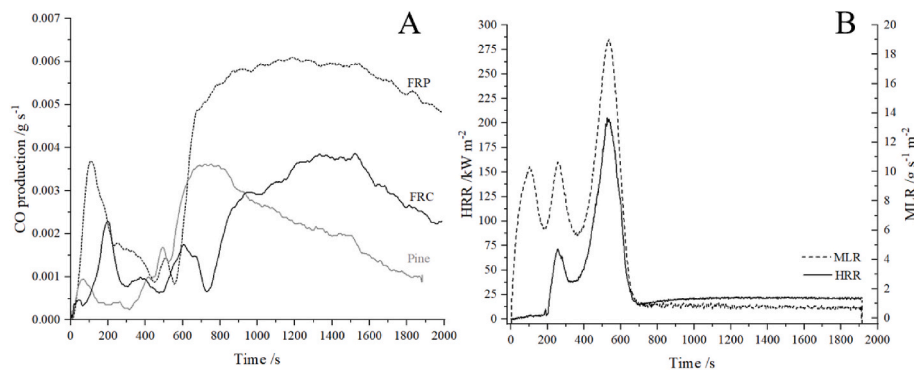 A
0.007
0.006
0.005
0.004
0.003
0.002
0.001
0.000
CO production /g s⁻¹
FRP
FRC
Pine
0 200 400 600 800 1000 1200 1400 1600 1800 2000
Time /s
B
300
275
250
225
200
175
150
125
100
75
50
25
0
HRR /kW m⁻²
20
18
16
14
12
10
8
6
4
2
0
MLR /g s⁻¹ m⁻²
MLR
HRR
0 200 400 600 800 1000 1200 1400 1600 1800 2000
Time /s